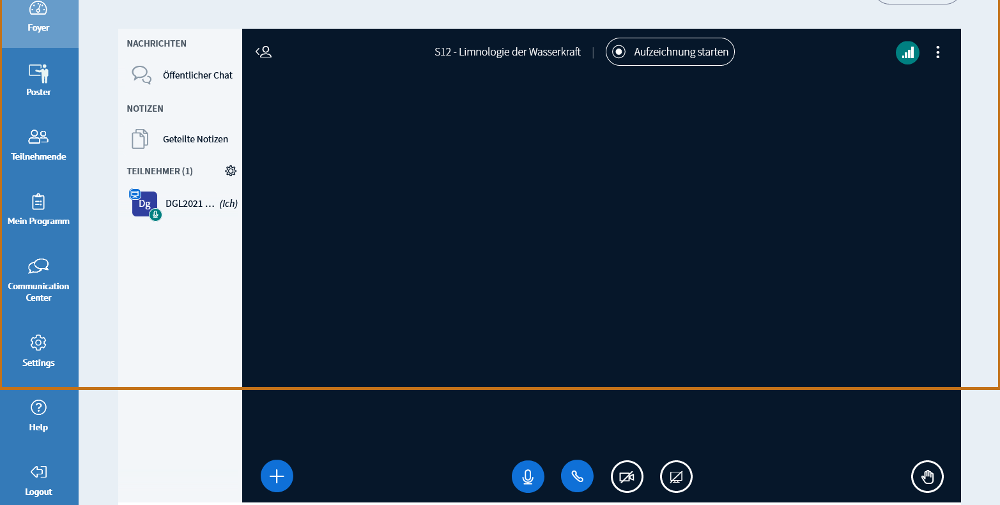 Foyer
Poster
Teilnehmende
Mein Programm
Communication
Center
Settings
Help
Logout
NACHRICHTEN
Öffentlicher Chat
NOTIZEN
Geteilte Notizen
TEILNEHMER (1)
Dg
DGL2021 ... (Ich)
S12 - Limnologie der Wasserkraft | Aufzeichnung starten